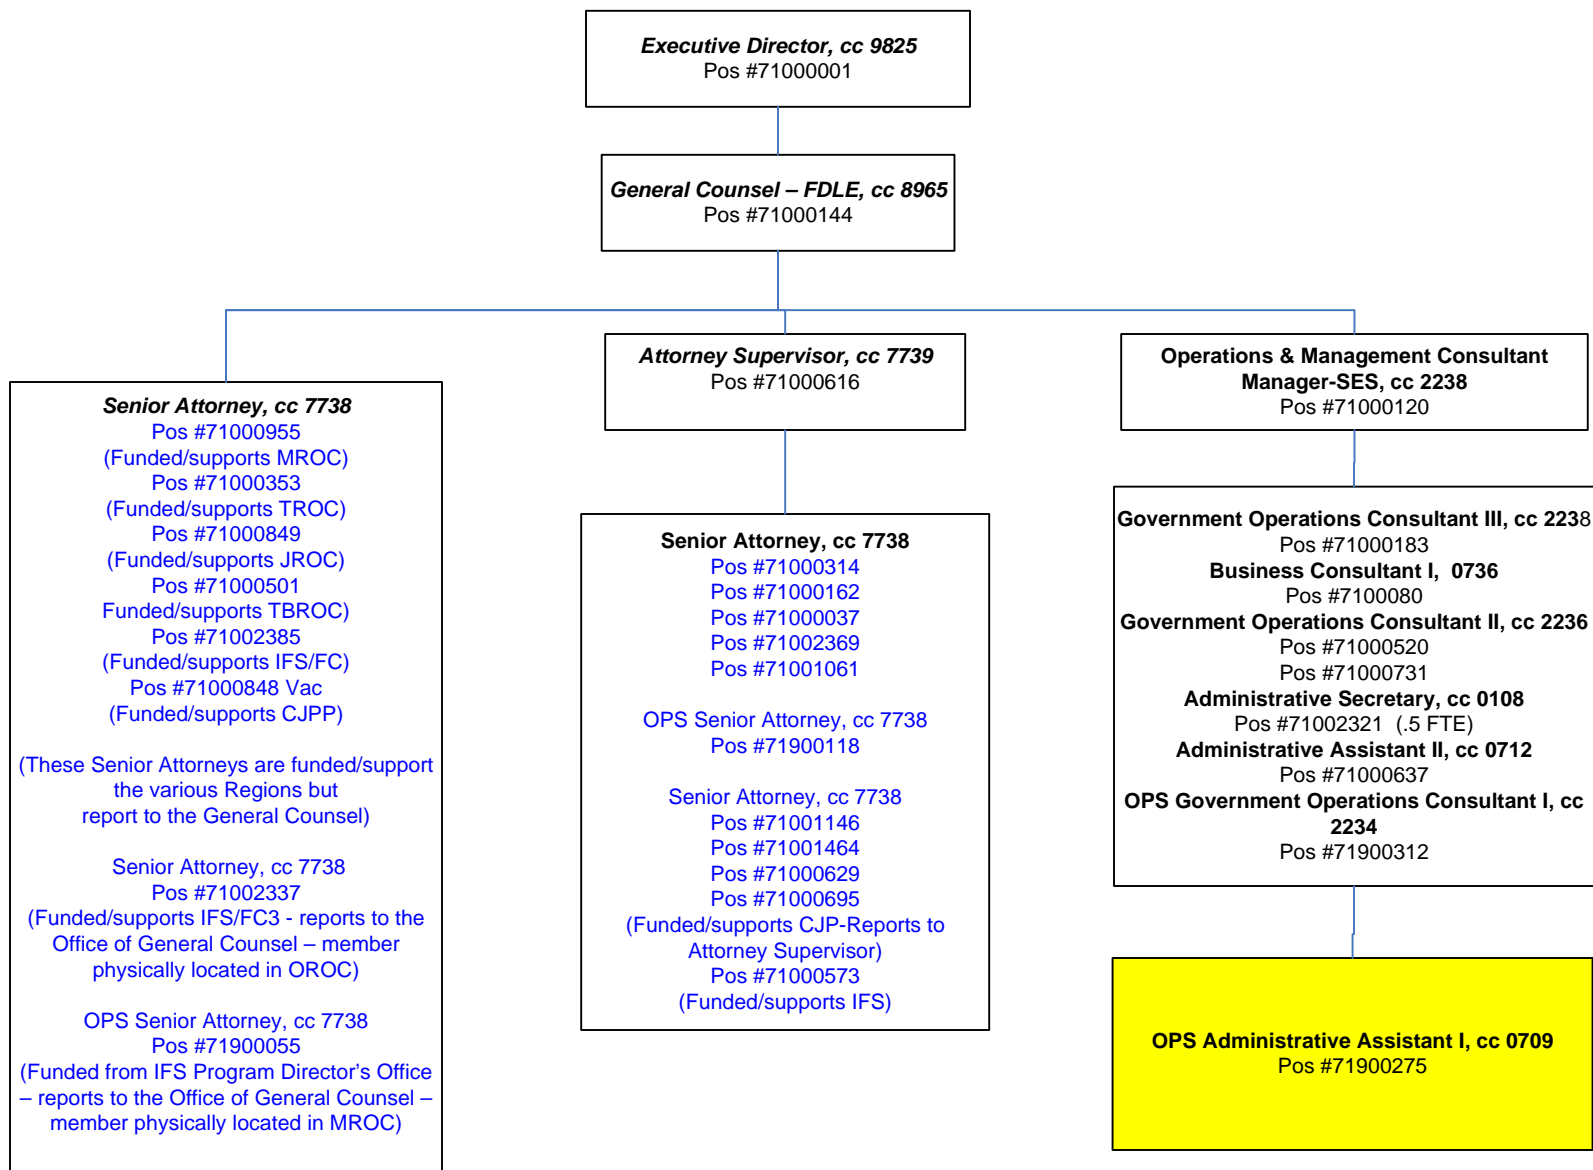 Executive Director, cc 9825
Pos #71000001
General Counsel – FDLE, cc 8965
Pos #71000144
Senior Attorney, cc 7738
Pos #71000955
(Funded/supports MROC)
Pos #71000353
(Funded/supports TROC)
Pos #71000849
(Funded/supports JROC)
Pos #71000501
Funded/supports TBROC)
Pos #71002385
(Funded/supports IFS/FC)
Pos #71000848 Vac
(Funded/supports CJPP)
(These Senior Attorneys are funded/support
the various Regions but
report to the General Counsel)
Senior Attorney, cc 7738
Pos #71002337
(Funded/supports IFS/FC3 - reports to the
Office of General Counsel – member
physically located in OROC)
OPS Senior Attorney, cc 7738
Pos #71900055
(Funded from IFS Program Director's Office
– reports to the Office of General Counsel –
member physically located in MROC)
Attorney Supervisor, cc 7739
Pos #71000616
Senior Attorney, cc 7738
Pos #71000314
Pos #71000162
Pos #71000037
Pos #71002369
Pos #71001061
OPS Senior Attorney, cc 7738
Pos #71900118
Senior Attorney, cc 7738
Pos #71001146
Pos #71001464
Pos #71000629
Pos #71000695
(Funded/supports CJP-Reports to
Attorney Supervisor)
Pos #71000573
(Funded/supports IFS)
Operations & Management Consultant
Manager-SES, cc 2238
Pos #71000120
Government Operations Consultant III, cc 2238
Pos #71000183
Business Consultant I,  0736
Pos #7100080
Government Operations Consultant II, cc 2236
Pos #71000520
Pos #71000731
Administrative Secretary, cc 0108
Pos #71002321  (.5 FTE)
Administrative Assistant II, cc 0712
Pos #71000637
OPS Government Operations Consultant I, cc
2234
Pos #71900312
OPS Administrative Assistant I, cc 0709
Pos #71900275